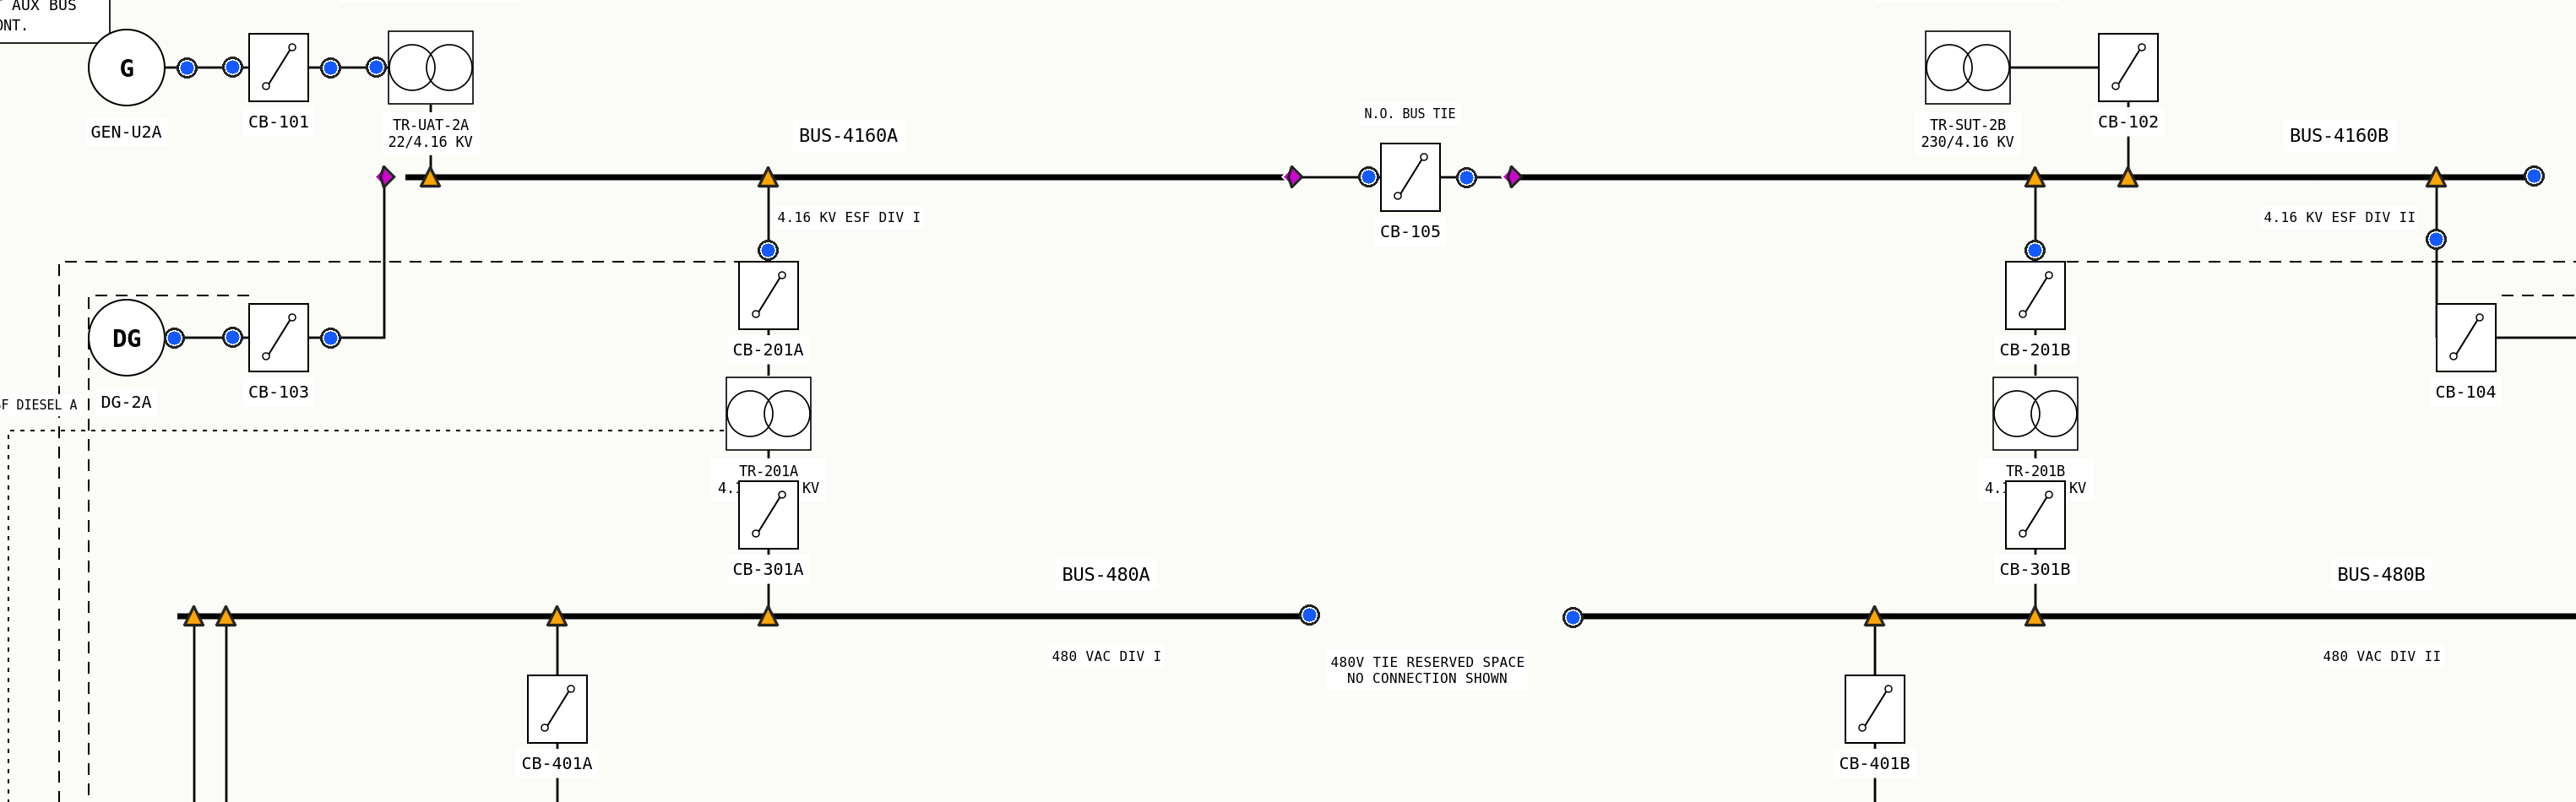 AUX BUS
ONT.
G
GEN-U2A
CB-101
TR-UAT-2A
22/4.16 KV
BUS-4160A
N.O. BUS TIE
CB-105
TR-SUT-2B
230/4.16 KV
CB-102
BUS-4160B
4.16 KV ESF DIV I
4.16 KV ESF DIV II
DG
DG-2A
CB-103
CB-201A
CB-201B
CB-104
F DIESEL A
TR-201A
4.1 KV
TR-201B
4.1 KV
CB-301A
CB-301B
BUS-480A
BUS-480B
480 VAC DIV I
480V TIE RESERVED SPACE
NO CONNECTION SHOWN
480 VAC DIV II
CB-401A
CB-401B